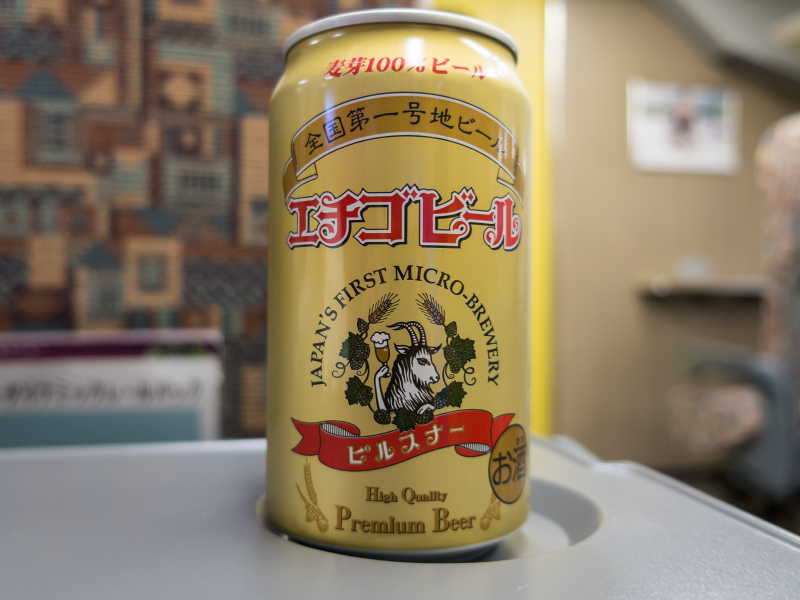 麦芽100%ビール
全国第一号地ビール
エチゴビール
JAPAN'S FIRST MICRO-BREWERY
ピルスナー
お酒
High Quality
Premium Beer